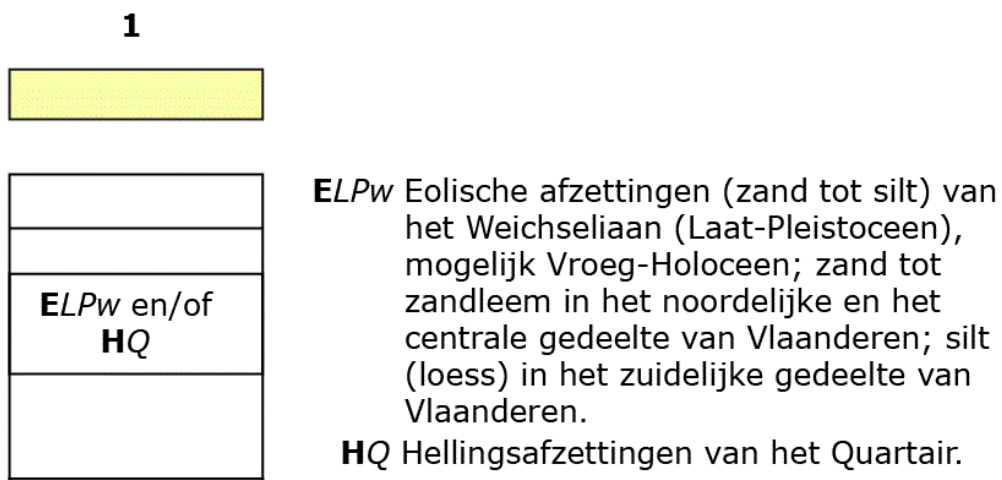 1
ELPw en/of
HQ
ELPw Eolische afzettingen (zand tot silt) van
het Weichseliaan (Laat-Pleistoceen),
mogelijk Vroeg-Holoceen; zand tot
zandleem in het noordelijke en het
centrale gedeelte van Vlaanderen; silt
(loess) in het zuidelijke gedeelte van
Vlaanderen.
HQ Hellingsafzettingen van het Quartair.